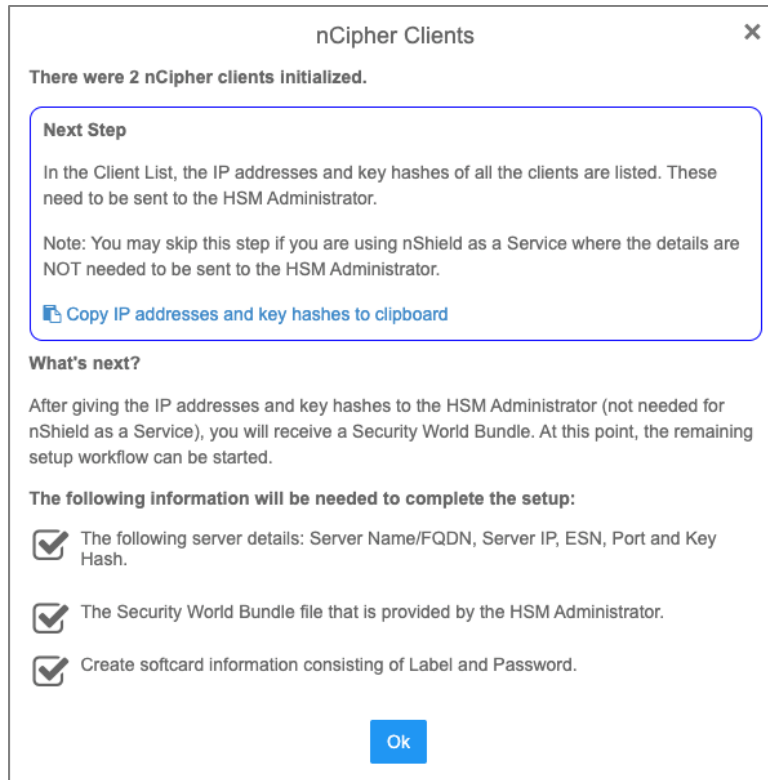 nCipher Clients
There were 2 nCipher clients initialized.
Next Step
In the Client List, the IP addresses and key hashes of all the clients are listed. These
need to be sent to the HSM Administrator.
Note: You may skip this step if you are using nShield as a Service where the details are
NOT needed to be sent to the HSM Administrator.
Copy IP addresses and key hashes to clipboard
What's next?
After giving the IP addresses and key hashes to the HSM Administrator (not needed for
nShield as a Service), you will receive a Security World Bundle. At this point, the remaining
setup workflow can be started.
The following information will be needed to complete the setup:
The following server details: Server Name/FQDN, Server IP, ESN, Port and Key
Hash.
The Security World Bundle file that is provided by the HSM Administrator.
Create softcard information consisting of Label and Password.
Ok